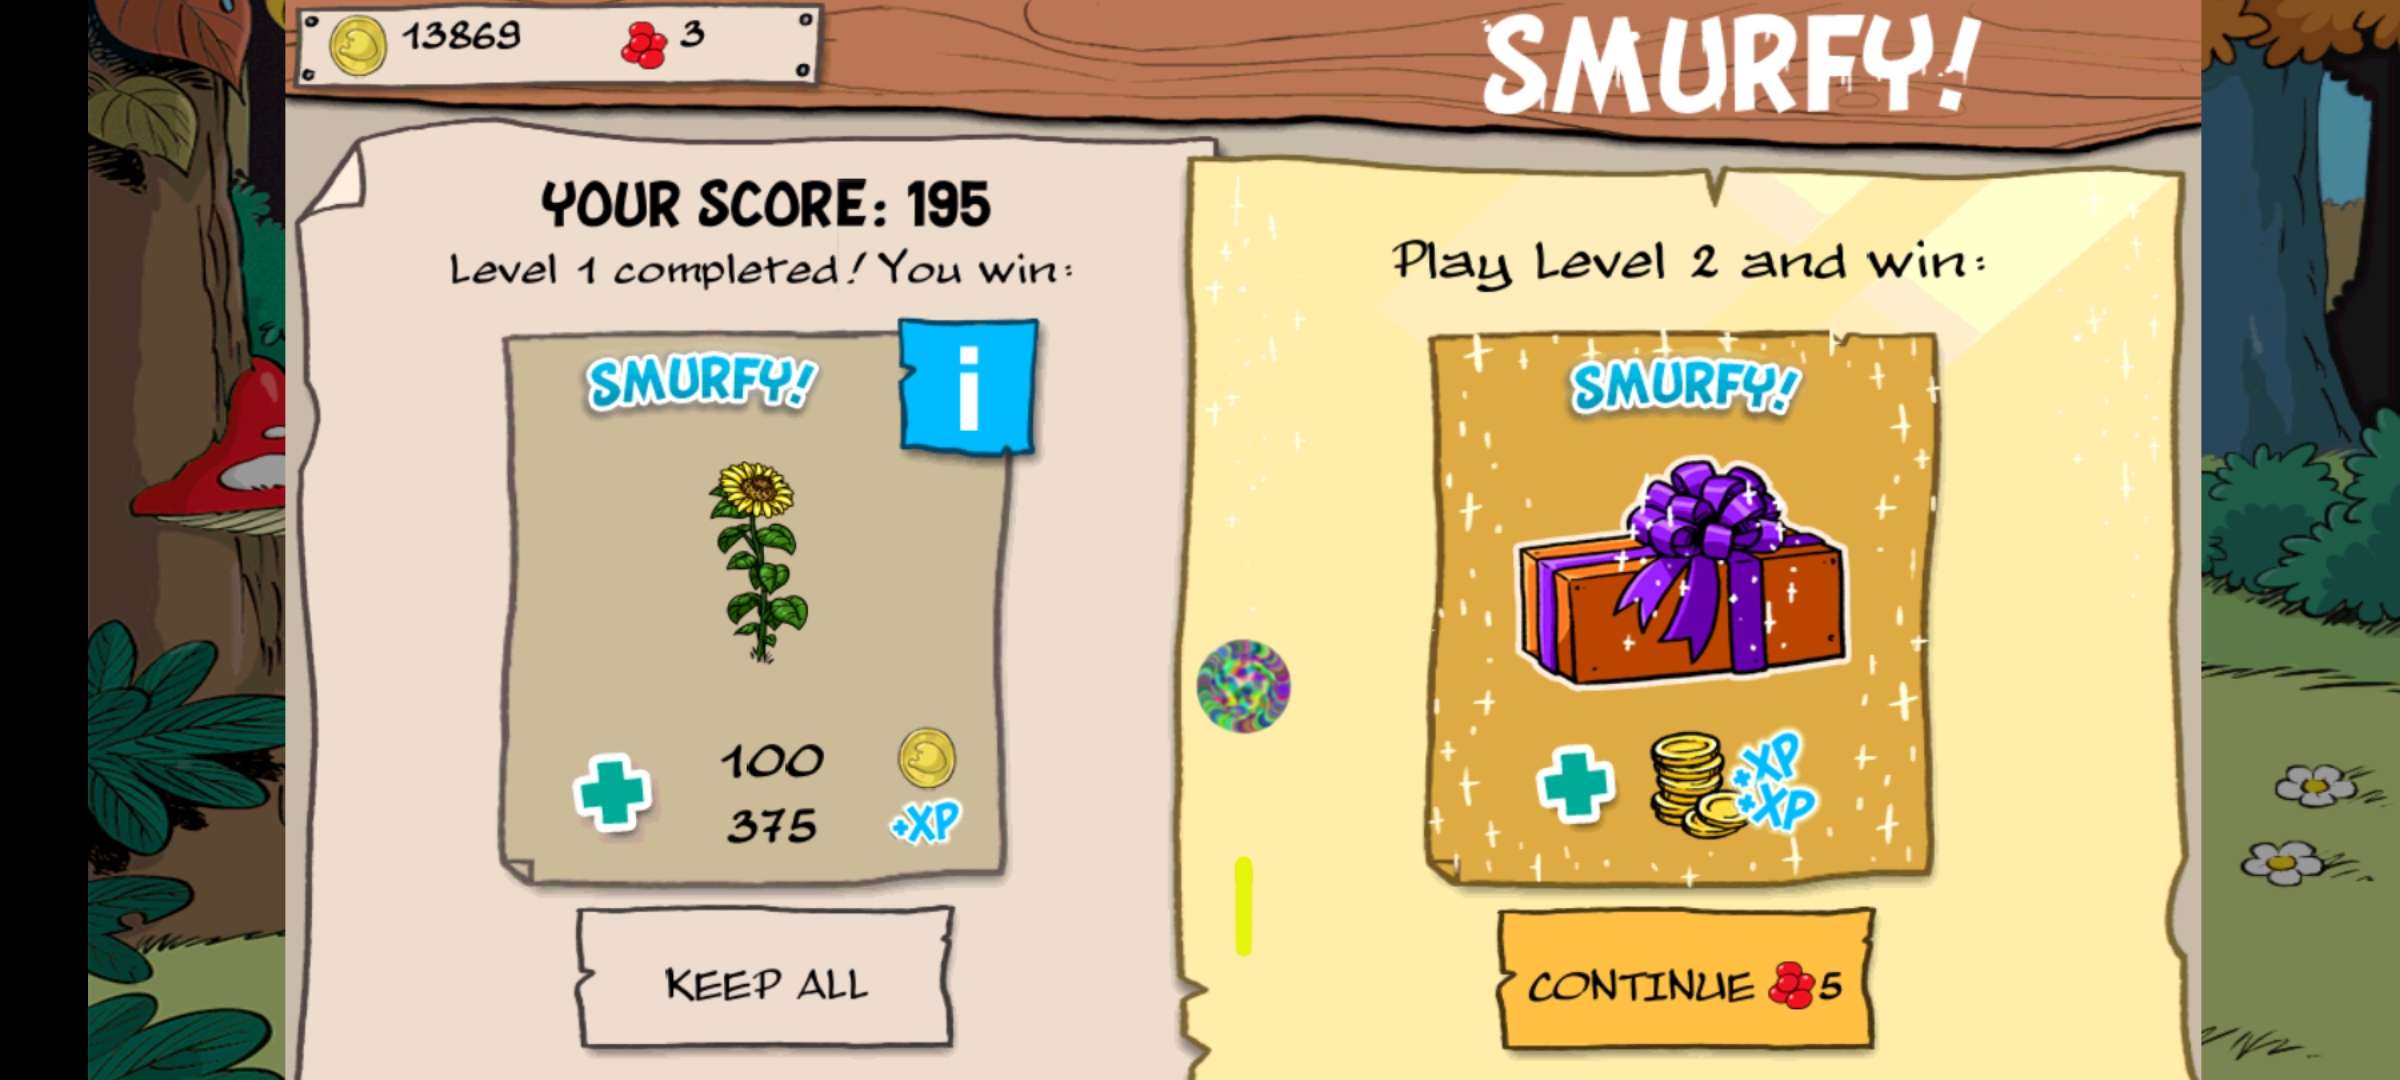 13869 3
SMURFY!
YOUR SCORE: 195
Level 1 completed! You win:
SMURFY!
i
100
375 +XP
KEEP ALL
Play Level 2 and win:
SMURFY!
+XP
+XP
CONTINUE 5